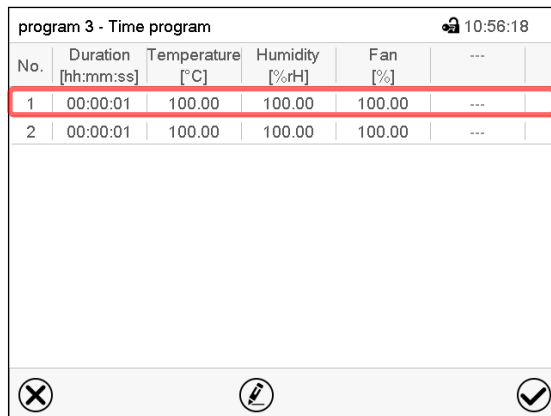 program 3 - Time program 10:56:18
No. Duration [hh:mm:ss] Temperature [°C] Humidity [%rH] Fan [%] ---
1 00:00:01 100.00 100.00 100.00 ---
2 00:00:01 100.00 100.00 100.00 ---